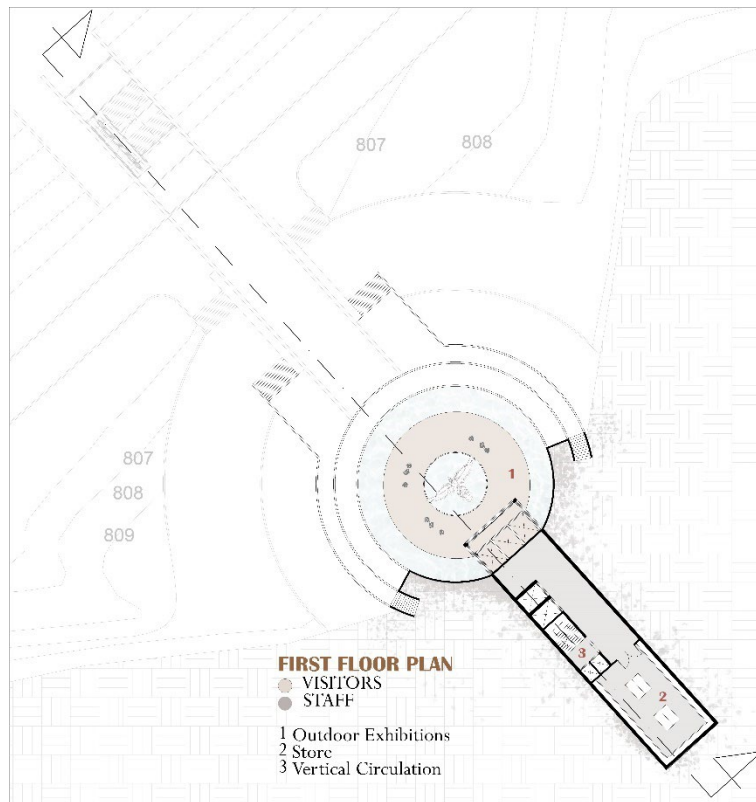 807
808
807
808
809
1
3
2
FIRST FLOOR PLAN
VISITORS
STAFF
1 Outdoor Exhibitions
2 Store
3 Vertical Circulation